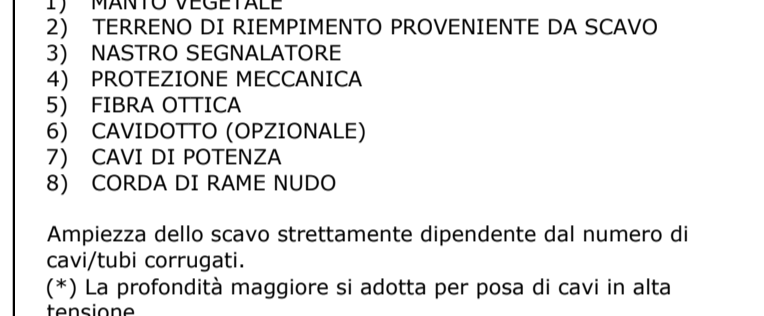 1) MANTO VEGETALE
2) TERRENO DI RIEMPIMENTO PROVENIENTE DA SCAVO
3) NASTRO SEGNALATORE
4) PROTEZIONE MECCANICA
5) FIBRA OTTICA
6) CAVIDOTTO (OPZIONALE)
7) CAVI DI POTENZA
8) CORDA DI RAME NUDO
Ampiezza dello scavo strettamente dipendente dal numero di
cavi/tubi corrugati.
(*) La profondità maggiore si adotta per posa di cavi in alta
tensione